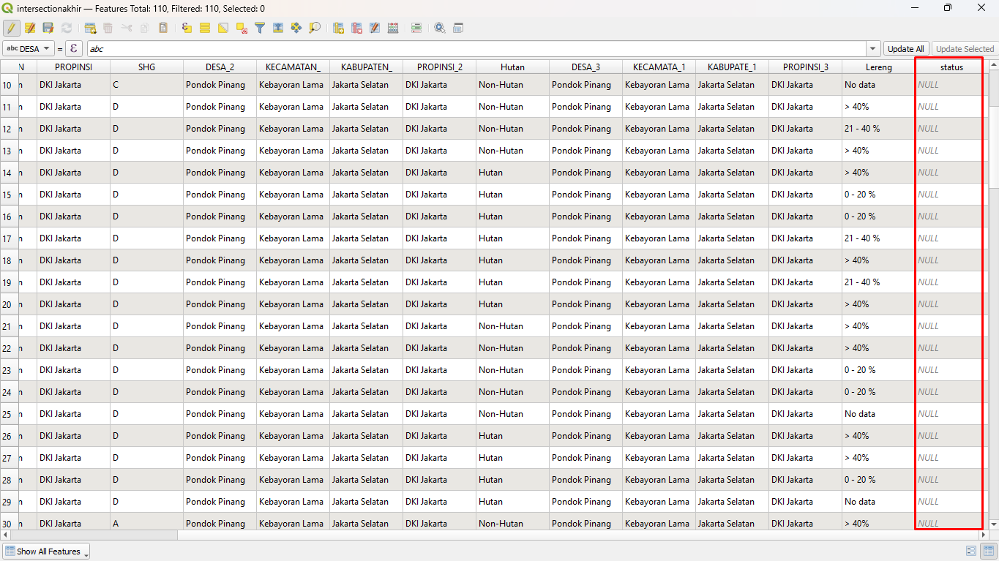 intersectionakhir — Features Total: 110, Filtered: 110, Selected: 0
abc DESA = ε abc Update All Update Selected
N PROPINSI SHG DESA_2 KECAMATAN_ KABUPATEN_ PROPINSI_2 Hutan DESA_3 KECAMATA_1 KABUPATE_1 PROPINSI_3 Lereng status
10 n DKI Jakarta C Pondok Pinang Kebayoran Lama Jakarta Selatan DKI Jakarta Non-Hutan Pondok Pinang Kebayoran Lama Jakarta Selatan DKI Jakarta No data NULL
11 n DKI Jakarta D Pondok Pinang Kebayoran Lama Jakarta Selatan DKI Jakarta Non-Hutan Pondok Pinang Kebayoran Lama Jakarta Selatan DKI Jakarta > 40% NULL
12 n DKI Jakarta D Pondok Pinang Kebayoran Lama Jakarta Selatan DKI Jakarta Non-Hutan Pondok Pinang Kebayoran Lama Jakarta Selatan DKI Jakarta 21 - 40 % NULL
13 n DKI Jakarta D Pondok Pinang Kebayoran Lama Jakarta Selatan DKI Jakarta Non-Hutan Pondok Pinang Kebayoran Lama Jakarta Selatan DKI Jakarta > 40% NULL
14 n DKI Jakarta D Pondok Pinang Kebayoran Lama Jakarta Selatan DKI Jakarta Hutan Pondok Pinang Kebayoran Lama Jakarta Selatan DKI Jakarta > 40% NULL
15 n DKI Jakarta D Pondok Pinang Kebayoran Lama Jakarta Selatan DKI Jakarta Hutan Pondok Pinang Kebayoran Lama Jakarta Selatan DKI Jakarta 0 - 20 % NULL
16 n DKI Jakarta D Pondok Pinang Kebayoran Lama Jakarta Selatan DKI Jakarta Hutan Pondok Pinang Kebayoran Lama Jakarta Selatan DKI Jakarta 0 - 20 % NULL
17 n DKI Jakarta D Pondok Pinang Kebayoran Lama Jakarta Selatan DKI Jakarta Hutan Pondok Pinang Kebayoran Lama Jakarta Selatan DKI Jakarta 21 - 40 % NULL
18 n DKI Jakarta D Pondok Pinang Kebayoran Lama Jakarta Selatan DKI Jakarta Hutan Pondok Pinang Kebayoran Lama Jakarta Selatan DKI Jakarta > 40% NULL
19 n DKI Jakarta D Pondok Pinang Kebayoran Lama Jakarta Selatan DKI Jakarta Hutan Pondok Pinang Kebayoran Lama Jakarta Selatan DKI Jakarta 21 - 40 % NULL
20 n DKI Jakarta D Pondok Pinang Kebayoran Lama Jakarta Selatan DKI Jakarta Hutan Pondok Pinang Kebayoran Lama Jakarta Selatan DKI Jakarta > 40% NULL
21 n DKI Jakarta D Pondok Pinang Kebayoran Lama Jakarta Selatan DKI Jakarta Non-Hutan Pondok Pinang Kebayoran Lama Jakarta Selatan DKI Jakarta > 40% NULL
22 n DKI Jakarta D Pondok Pinang Kebayoran Lama Jakarta Selatan DKI Jakarta Non-Hutan Pondok Pinang Kebayoran Lama Jakarta Selatan DKI Jakarta > 40% NULL
23 n DKI Jakarta D Pondok Pinang Kebayoran Lama Jakarta Selatan DKI Jakarta Non-Hutan Pondok Pinang Kebayoran Lama Jakarta Selatan DKI Jakarta 0 - 20 % NULL
24 n DKI Jakarta D Pondok Pinang Kebayoran Lama Jakarta Selatan DKI Jakarta Non-Hutan Pondok Pinang Kebayoran Lama Jakarta Selatan DKI Jakarta 0 - 20 % NULL
25 n DKI Jakarta D Pondok Pinang Kebayoran Lama Jakarta Selatan DKI Jakarta Non-Hutan Pondok Pinang Kebayoran Lama Jakarta Selatan DKI Jakarta No data NULL
26 n DKI Jakarta D Pondok Pinang Kebayoran Lama Jakarta Selatan DKI Jakarta Hutan Pondok Pinang Kebayoran Lama Jakarta Selatan DKI Jakarta > 40% NULL
27 n DKI Jakarta D Pondok Pinang Kebayoran Lama Jakarta Selatan DKI Jakarta Hutan Pondok Pinang Kebayoran Lama Jakarta Selatan DKI Jakarta > 40% NULL
28 n DKI Jakarta D Pondok Pinang Kebayoran Lama Jakarta Selatan DKI Jakarta Hutan Pondok Pinang Kebayoran Lama Jakarta Selatan DKI Jakarta 0 - 20 % NULL
29 n DKI Jakarta D Pondok Pinang Kebayoran Lama Jakarta Selatan DKI Jakarta Hutan Pondok Pinang Kebayoran Lama Jakarta Selatan DKI Jakarta No data NULL
30 n DKI Jakarta A Pondok Pinang Kebayoran Lama Jakarta Selatan DKI Jakarta Non-Hutan Pondok Pinang Kebayoran Lama Jakarta Selatan DKI Jakarta > 40% NULL
Show All Features